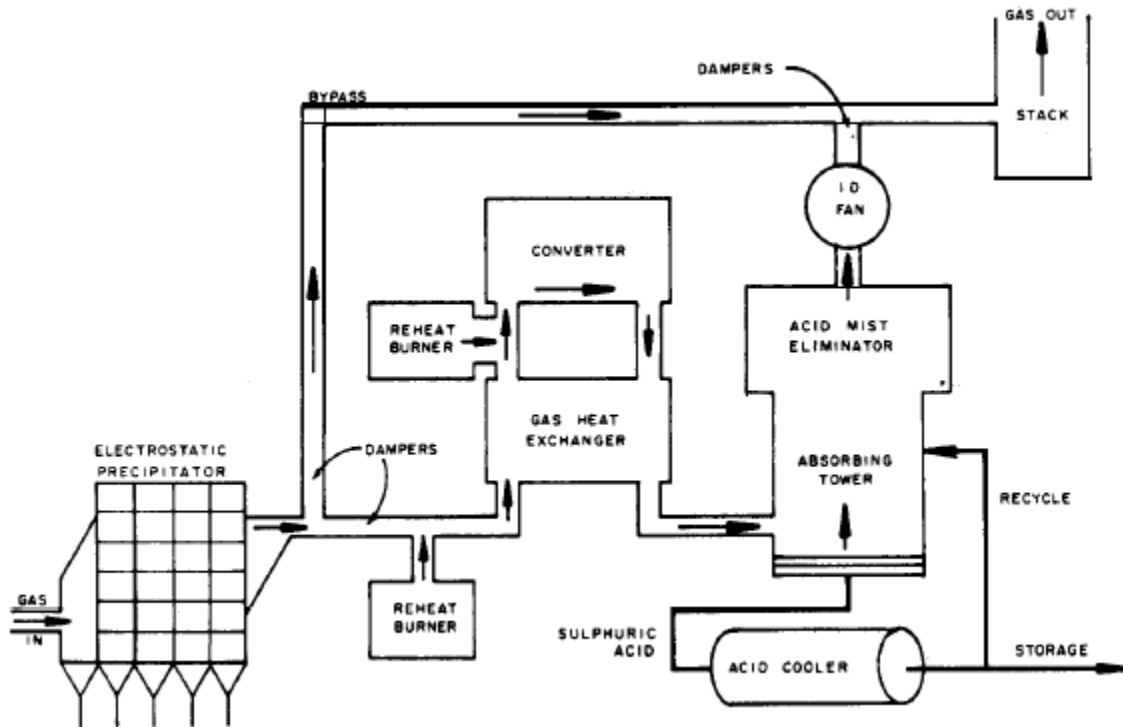 GAS OUT
DAMPERS
BYPASS
STACK
I D
FAN
CONVERTER
REHEAT
BURNER
ACID MIST
ELIMINATOR
GAS HEAT
EXCHANGER
DAMPERS
ELECTROSTATIC
PRECIPITATOR
ABSORBING
TOWER
RECYCLE
GAS
IN
REHEAT
BURNER
SULPHURIC
ACID
ACID COOLER
STORAGE